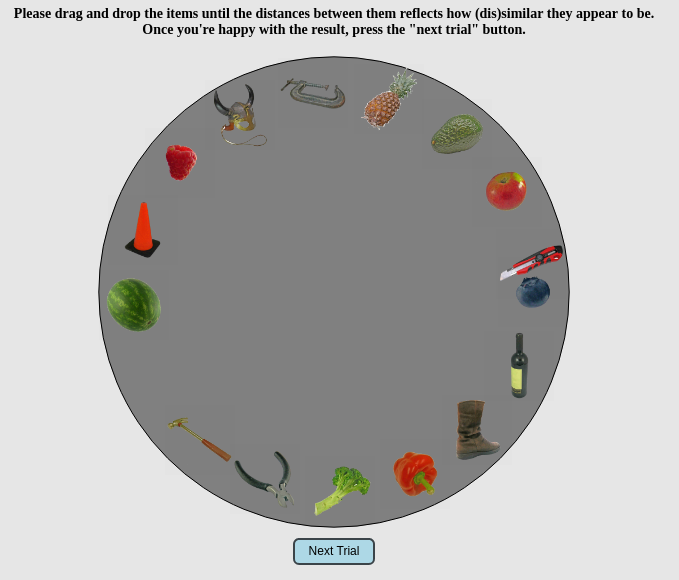 Please drag and drop the items until the distances between them reflects how (dis)similar they appear to be.
Once you're happy with the result, press the "next trial" button.
Next Trial